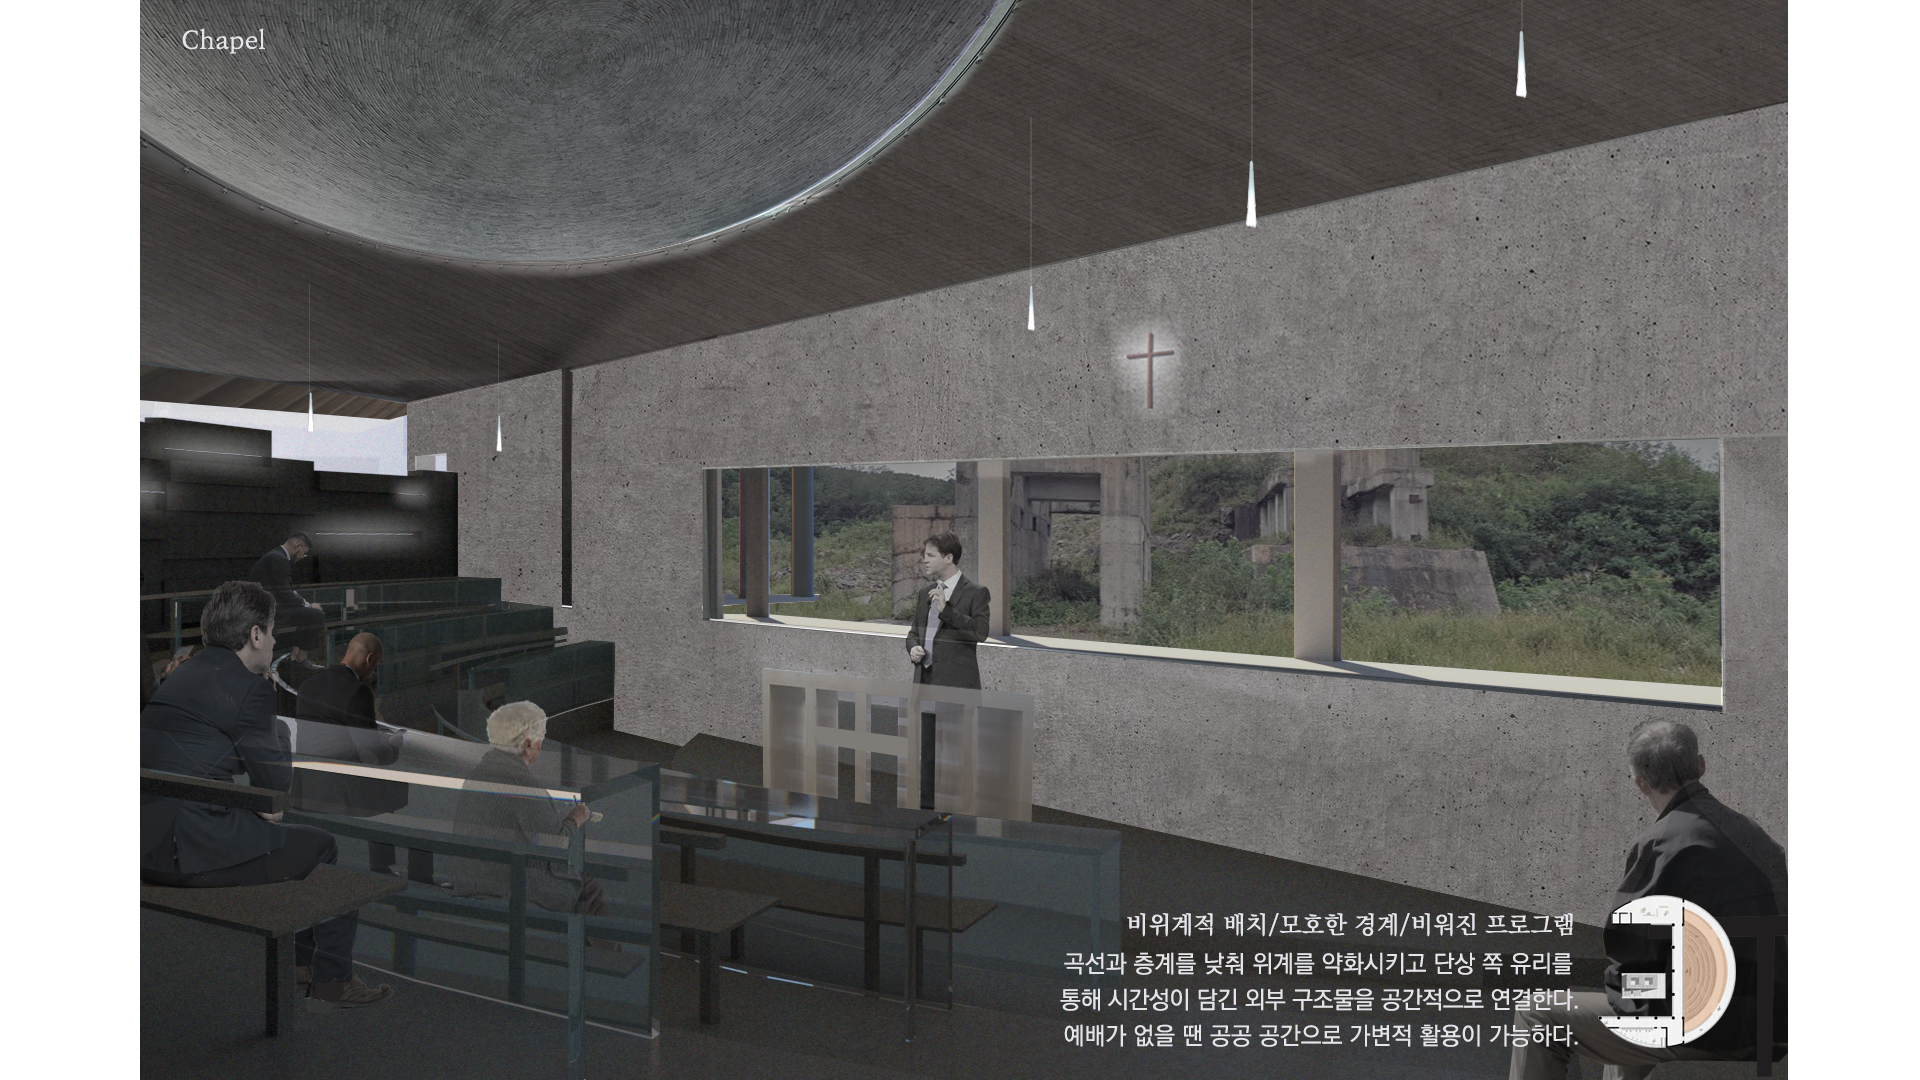 Chapel
비위계적 배치/모호한 경계/비워진 프로그램
곡선과 층계를 낮춰 위계를 약화시키고 단상 쪽 유리를
통해 시간성이 담긴 외부 구조물을 공간적으로 연결한다.
예배가 없을 땐 공공 공간으로 가변적 활용이 가능하다.